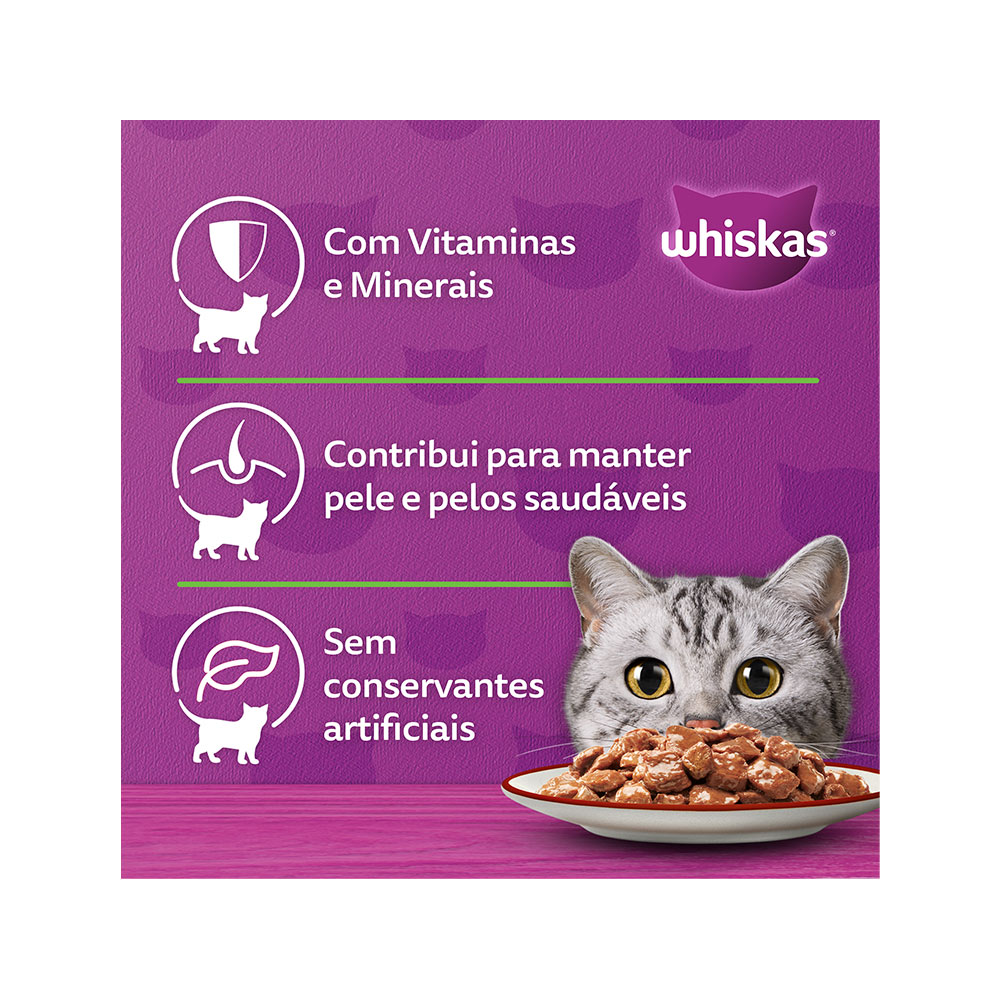 Com Vitaminas
e Minerais
whiskas®
Contribui para manter
pele e pelos saudáveis
Sem
conservantes
artificiais